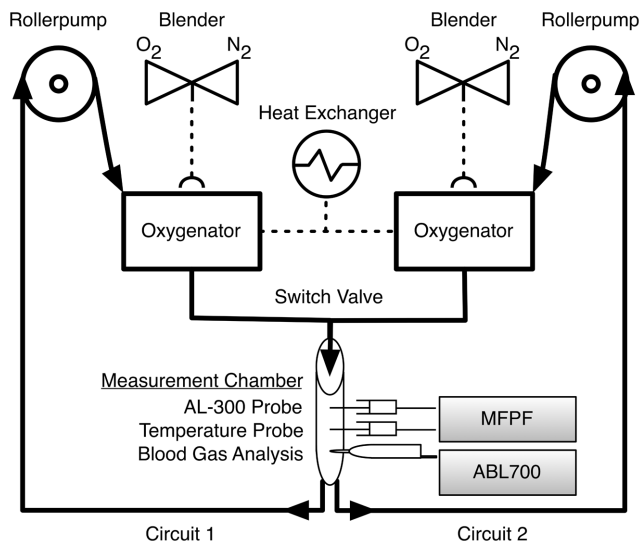 Rollerpump Blender Blender Rollerpump
O2 N2 O2 N2
Heat Exchanger
Oxygenator Oxygenator
Switch Valve
Measurement Chamber
AL-300 Probe
MFPF
Temperature Probe
Blood Gas Analysis
ABL700
Circuit 1 Circuit 2